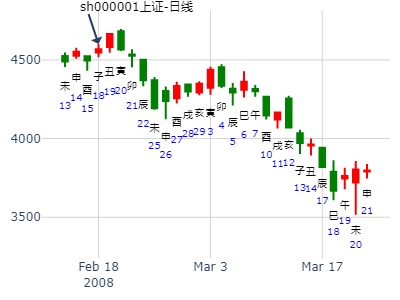 sh000001上证-日线
4500
4000
3500
未 13
申 14
酉 15
子 18
丑 19
寅 20
卯 21
辰 22
未 25
申 26
酉 27
戌 28
亥 29
寅 3
卯 4
辰 5
巳 6
午 7
酉 10
戌 11
亥 12
子 13
丑 14
辰 17
巳 18
午 19
未 20
申 21
Feb 18
2008
Mar 3
Mar 17